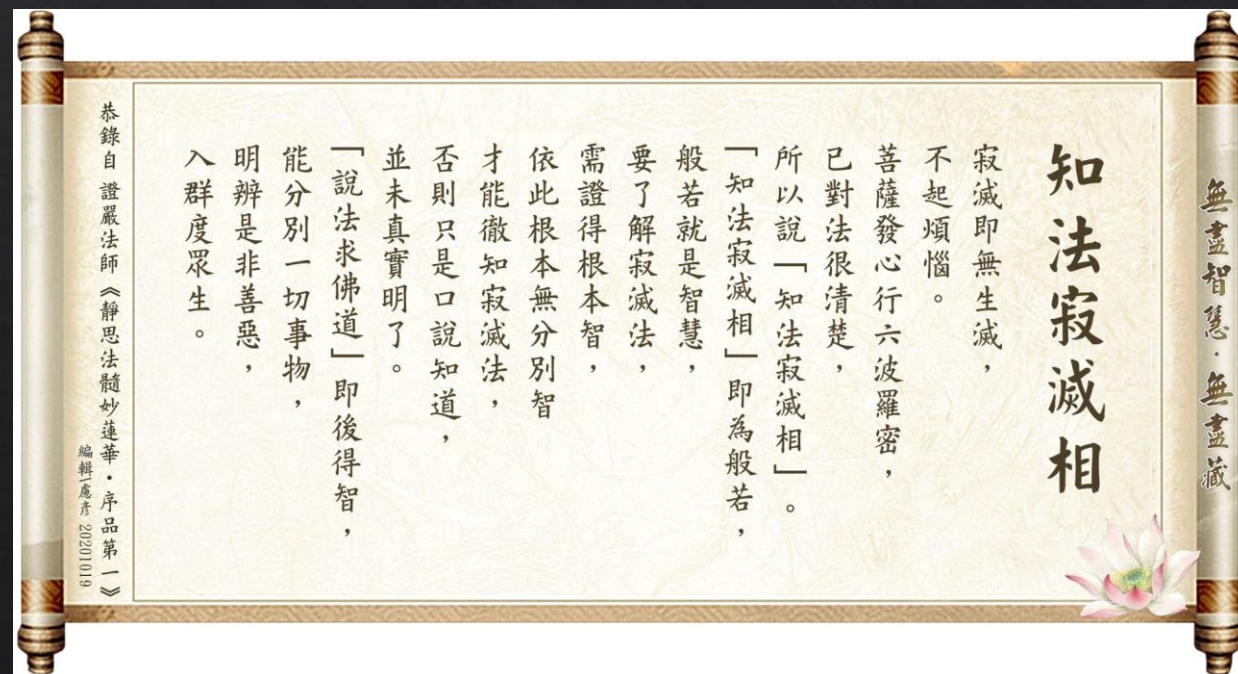 無盡智慧·無盡藏
知法寂滅相
寂滅即無生滅，
不起煩惱。
菩薩發心行六波羅密，
已對法很清楚，
所以說「知法寂滅相」。
「知法寂滅相」即為般若，
般若就是智慧，
要了解寂滅法，
需證得根本智，
依此根本無分別智
才能徹知寂滅法，
否則只是口說知道，
並未真實明了。
「說法求佛道」即後得智，
能分別一切事物，
明辨是非善惡，
入群度眾生。
恭錄自 證嚴法師《靜思法髓妙蓮華·序品第一》
編輯/慮彥 20201019